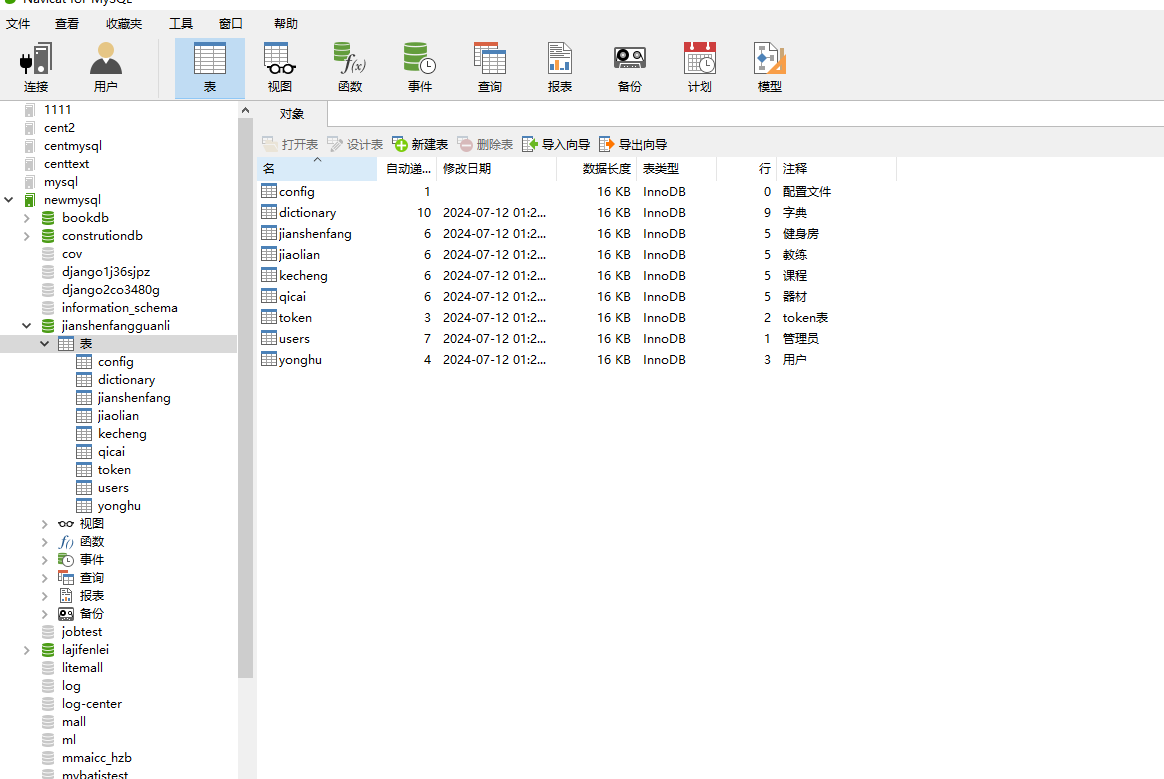 Navicat for MySQL
文件 查看 收藏夹 工具 窗口 帮助
连接 用户 表 视图 函数 事件 查询 报表 备份 计划 模型
1111
cent2
centmysql
centtext
mysql
newmysql
bookdb
construtiondb
cov
django1j36sjpz
django2co3480g
information_schema
jianshenfangguanli
表
config
dictionary
jianshenfang
jiaolian
kecheng
qicai
token
users
yonghu
视图
函数
事件
查询
报表
备份
jobtest
lajifenlei
litemall
log
log-center
mall
ml
mmaicc_hzb
mybatistest
对象
打开表 设计表 新建表 删除表 导入向导 导出向导
名 自动递... 修改日期 数据长度 表类型 行 注释
config 1 16 KB InnoDB 0 配置文件
dictionary 10 2024-07-12 01:2... 16 KB InnoDB 9 字典
jianshenfang 6 2024-07-12 01:2... 16 KB InnoDB 5 健身房
jiaolian 6 2024-07-12 01:2... 16 KB InnoDB 5 教练
kecheng 6 2024-07-12 01:2... 16 KB InnoDB 5 课程
qicai 6 2024-07-12 01:2... 16 KB InnoDB 5 器材
token 3 2024-07-12 01:2... 16 KB InnoDB 2 token表
users 7 2024-07-12 01:2... 16 KB InnoDB 1 管理员
yonghu 4 2024-07-12 01:2... 16 KB InnoDB 3 用户